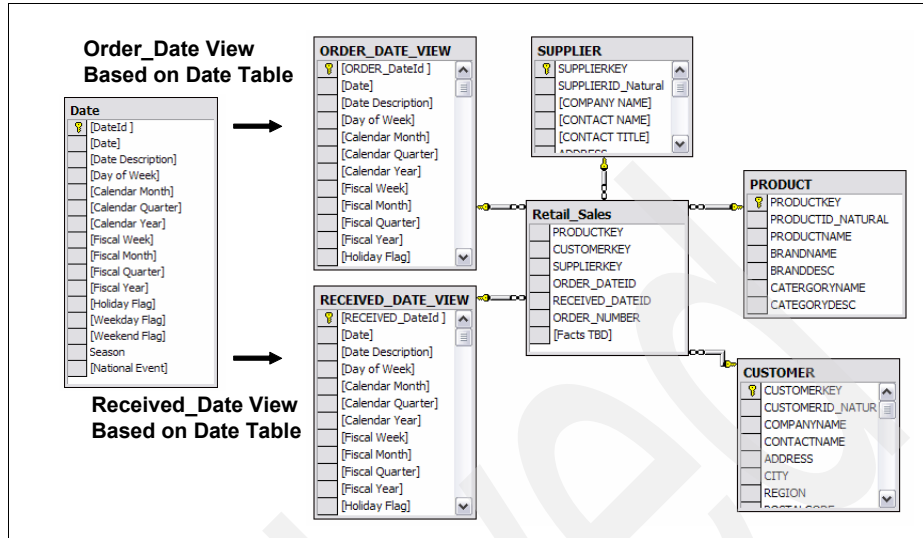 Order_Date View
Based on Date Table
Date
[DateId ]
[Date]
[Date Description]
[Day of Week]
[Calendar Month]
[Calendar Quarter]
[Calendar Year]
[Fiscal Week]
[Fiscal Month]
[Fiscal Quarter]
[Fiscal Year]
[Holiday Flag]
[Weekday Flag]
[Weekend Flag]
Season
[National Event]
Received_Date View
Based on Date Table
ORDER_DATE_VIEW
[ORDER_DateId ]
[Date]
[Date Description]
[Day of Week]
[Calendar Month]
[Calendar Quarter]
[Calendar Year]
[Fiscal Week]
[Fiscal Month]
[Fiscal Quarter]
[Fiscal Year]
[Holiday Flag]
RECEIVED_DATE_VIEW
[RECEIVED_DateId ]
[Date]
[Date Description]
[Day of Week]
[Calendar Month]
[Calendar Quarter]
[Calendar Year]
[Fiscal Week]
[Fiscal Month]
[Fiscal Quarter]
[Fiscal Year]
[Holiday Flag]
SUPPLIER
SUPPLIERKEY
SUPPLIERID_Natural
[COMPANY NAME]
[CONTACT NAME]
[CONTACT TITLE]
ADDRESS
Retail_Sales
PRODUCTKEY
CUSTOMERKEY
SUPPLIERKEY
ORDER_DATEID
RECEIVED_DATEID
ORDER_NUMBER
[Facts TBD]
PRODUCT
PRODUCTKEY
PRODUCTID_NATURAL
PRODUCTNAME
BRANDNAME
BRANDDESC
CATERGORYNAME
CATEGORYDESC
CUSTOMER
CUSTOMERKEY
CUSTOMERID_NATUR
COMPANYNAME
CONTACTNAME
ADDRESS
CITY
REGION
POSTALCODE